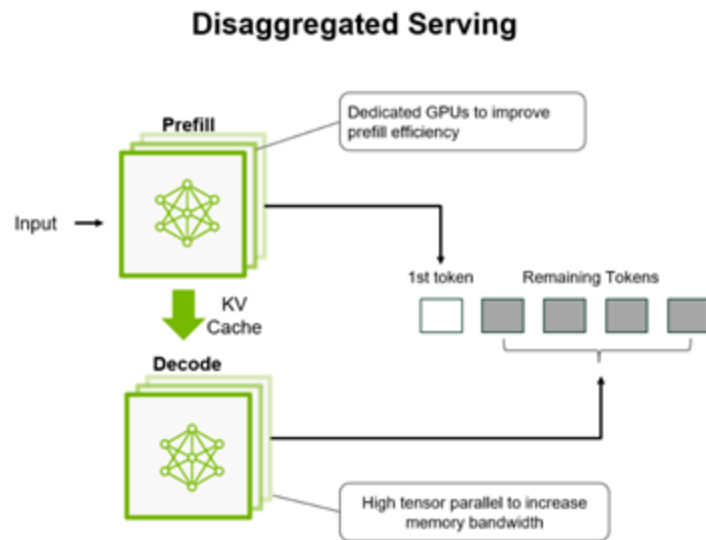 Disaggregated Serving
Prefill
Dedicated GPUs to improve
prefill efficiency
Input
1st token
Remaining Tokens
KV
Cache
Decode
High tensor parallel to increase
memory bandwidth